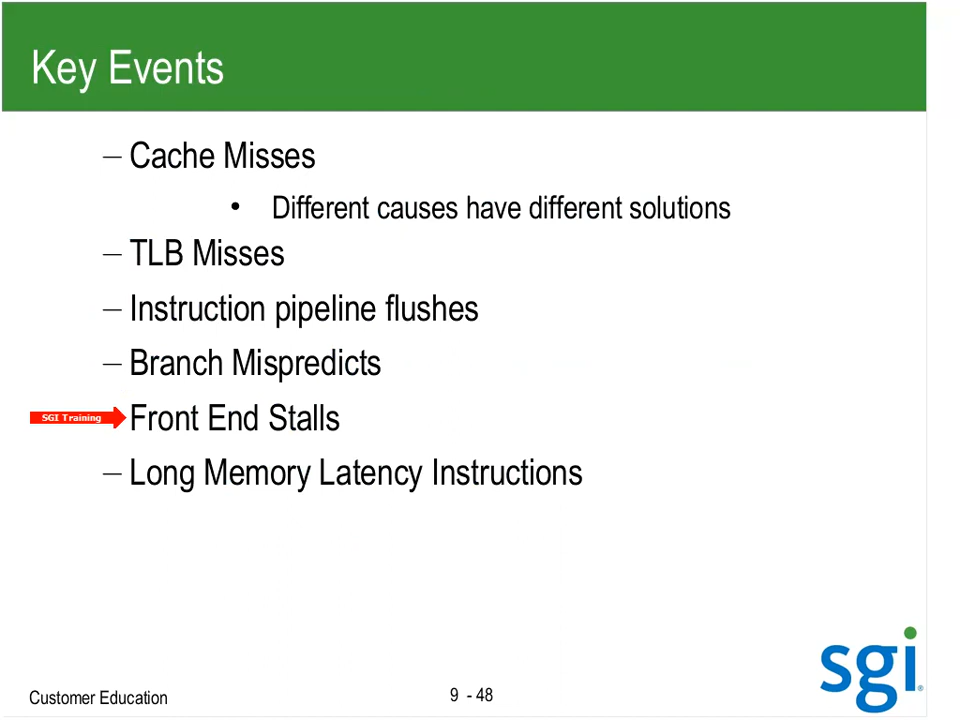 Key Events
– Cache Misses
• Different causes have different solutions
– TLB Misses
– Instruction pipeline flushes
– Branch Mispredicts
SGI Training Front End Stalls
– Long Memory Latency Instructions
sgi®
Customer Education
9 - 48